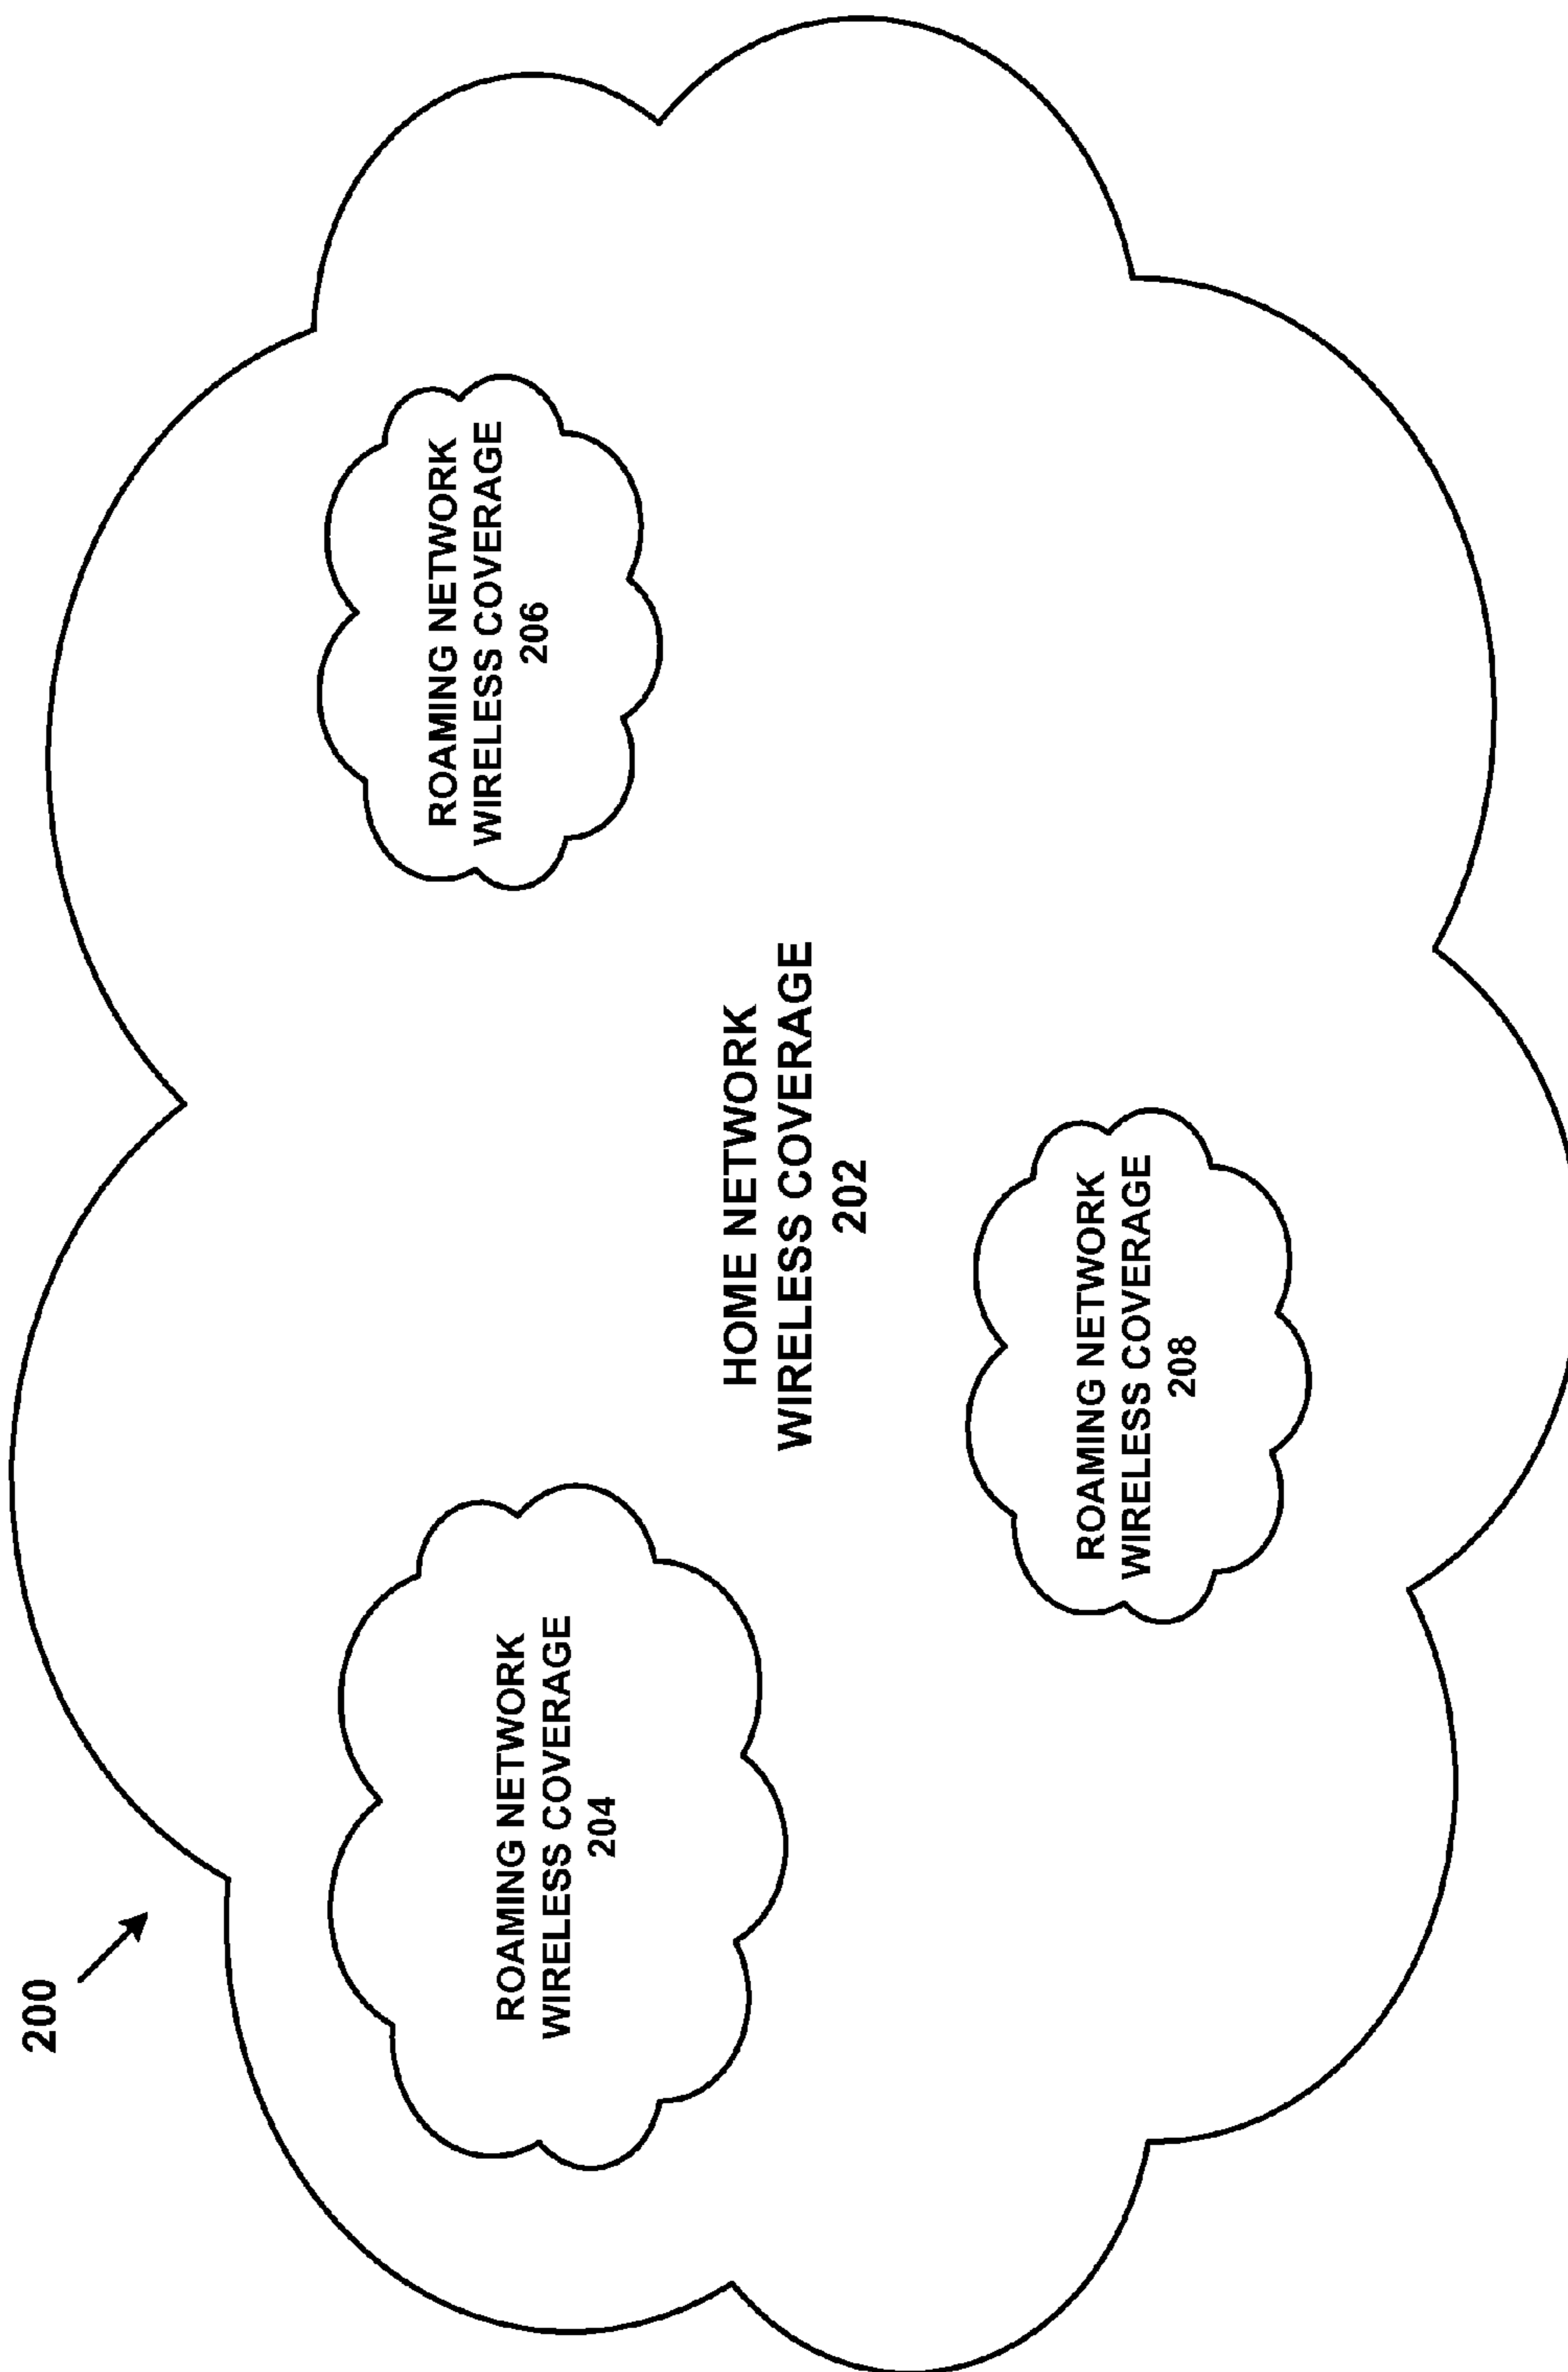 200
ROAMING NETWORK
WIRELESS COVERAGE
204
ROAMING NETWORK
WIRELESS COVERAGE
206
HOME NETWORK
WIRELESS COVERAGE
202
ROAMING NETWORK
WIRELESS COVERAGE
208